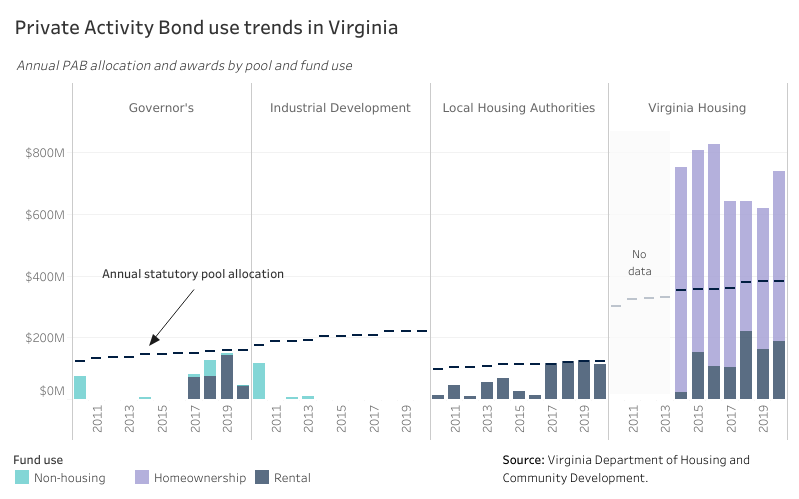 Private Activity Bond use trends in Virginia
Annual PAB allocation and awards by pool and fund use
Governor's
Industrial Development
Local Housing Authorities
Virginia Housing
$800M
$600M
$400M
$200M
$0M
Annual statutory pool allocation
No
data
2011
2013
2015
2017
2019
2011
2013
2015
2017
2019
2011
2013
2015
2017
2019
2011
2013
2015
2017
2019
Fund use
Non-housing
Homeownership
Rental
Source: Virginia Department of Housing and
Community Development.